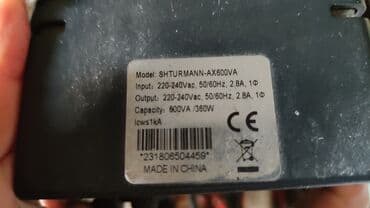 Model: SHTURMANN-AX600VA
Input: 220-240Vac, 50/60Hz, 2.8A, 1Φ
Output: 220-240Vac, 50/60Hz, 2.8A, 1Φ
Capacity: 600VA /360W
Icws1kA
CE
*231806504459*
MADE IN CHINA